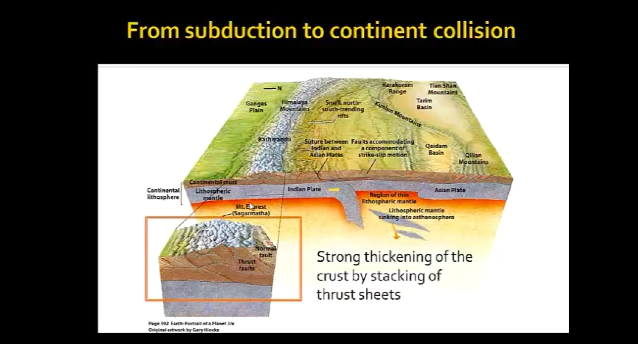 From subduction to continent collision
N
Karakoram
Range
Tian Shan
Mountains
Ganges
Plain
Himalaya
Mountains
Small, north-
south-trending
rifts
Kunlun Mountains
Tarim
Basin
Kathmandu
Suture between
Indian and
Asian Plates
Faults accommodating
a component of
strike-slip motion
Qaidam
Basin
Qilian
Mountains
Continental crust
Continental
lithosphere
Lithospheric
mantle
Indian Plate
Region of thin
lithospheric mantle
Asian Plate
Mt. Everest
(Sagarmatha)
Lithospheric mantle
sinking into asthenosphere
Normal
fault
Thrust
faults
Strong thickening of the
crust by stacking of
thrust sheets
Page 392 Earth: Portrait of a Planet 3/e
Original artwork by Gary Hincks